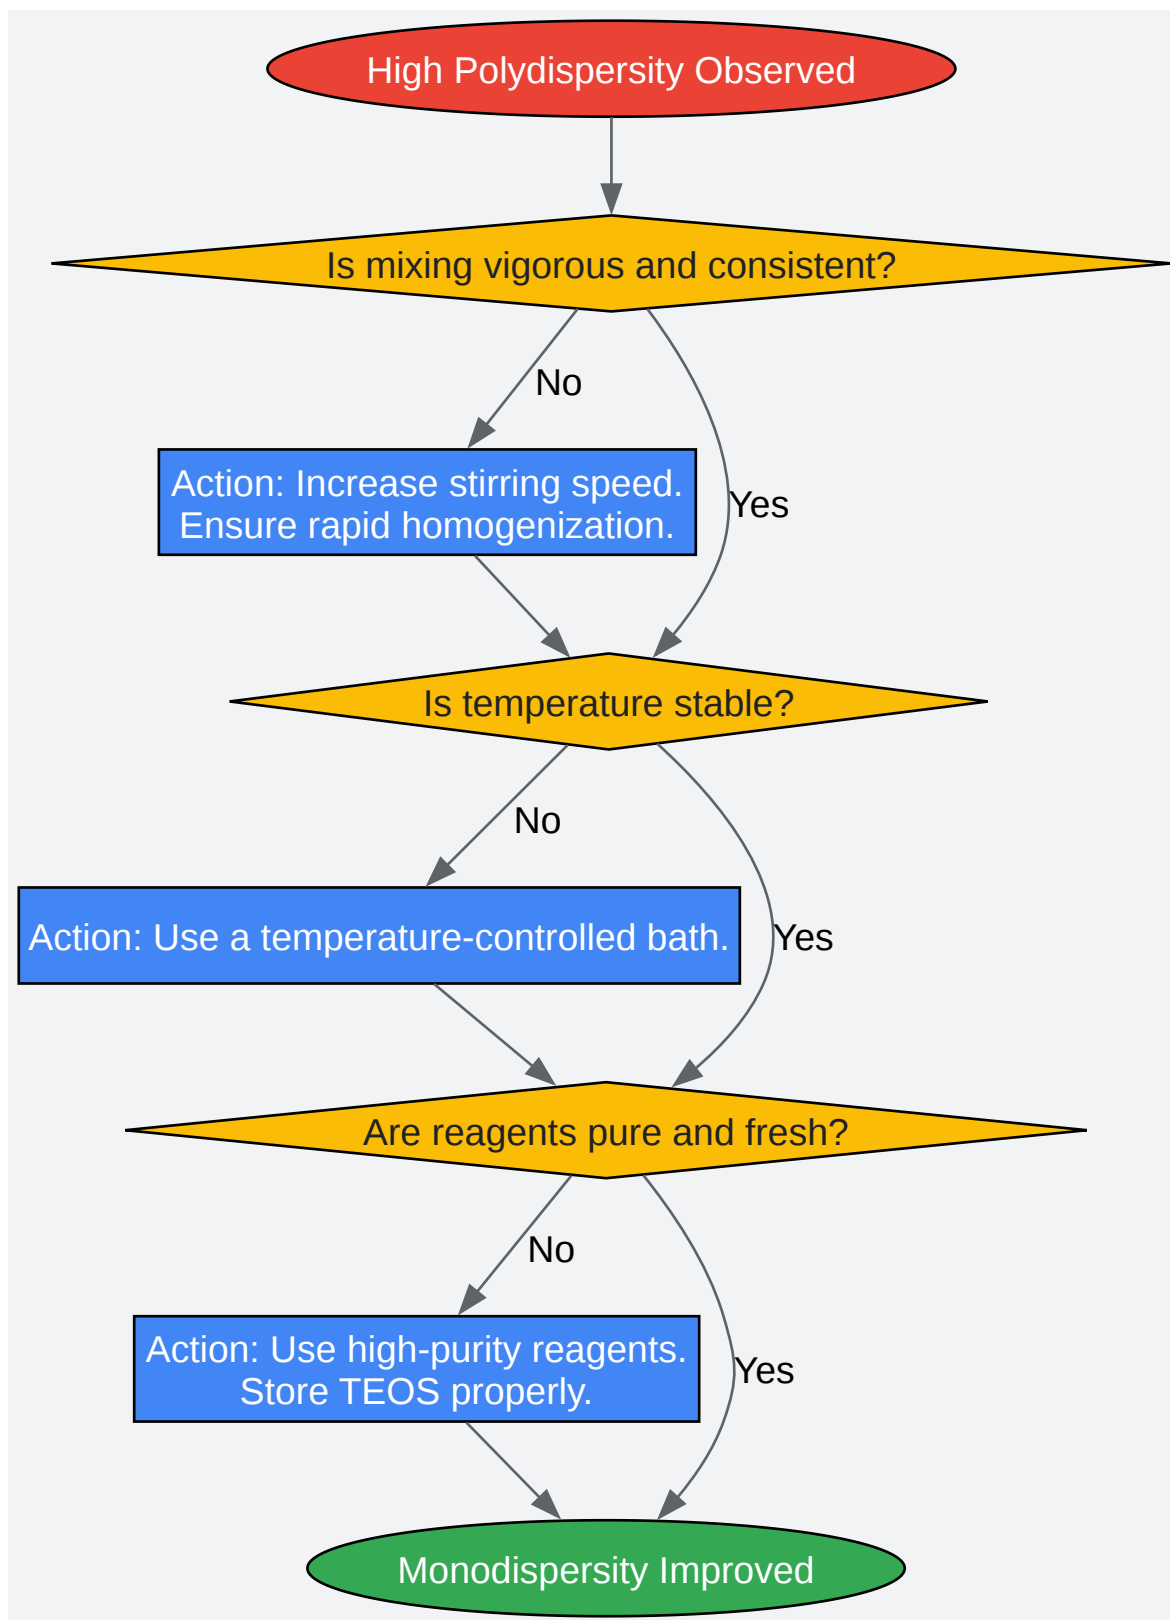 High Polydispersity Observed
Is mixing vigorous and consistent?
No
Action: Increase stirring speed.
Ensure rapid homogenization.
Yes
Is temperature stable?
No
Action: Use a temperature-controlled bath.
Yes
Are reagents pure and fresh?
No
Action: Use high-purity reagents.
Store TEOS properly.
Yes
Monodispersity Improved